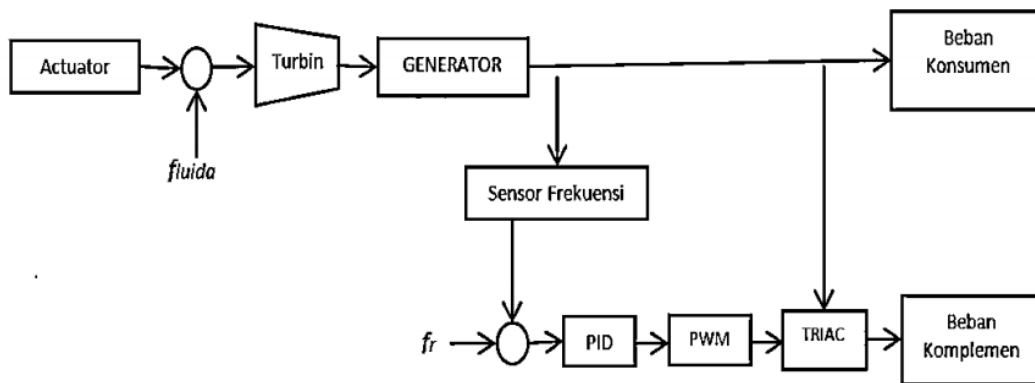 Actuator
Turbin
GENERATOR
Beban
Konsumen
fluida
Sensor Frekuensi
fr
PID
PWM
TRIAC
Beban
Komplemen